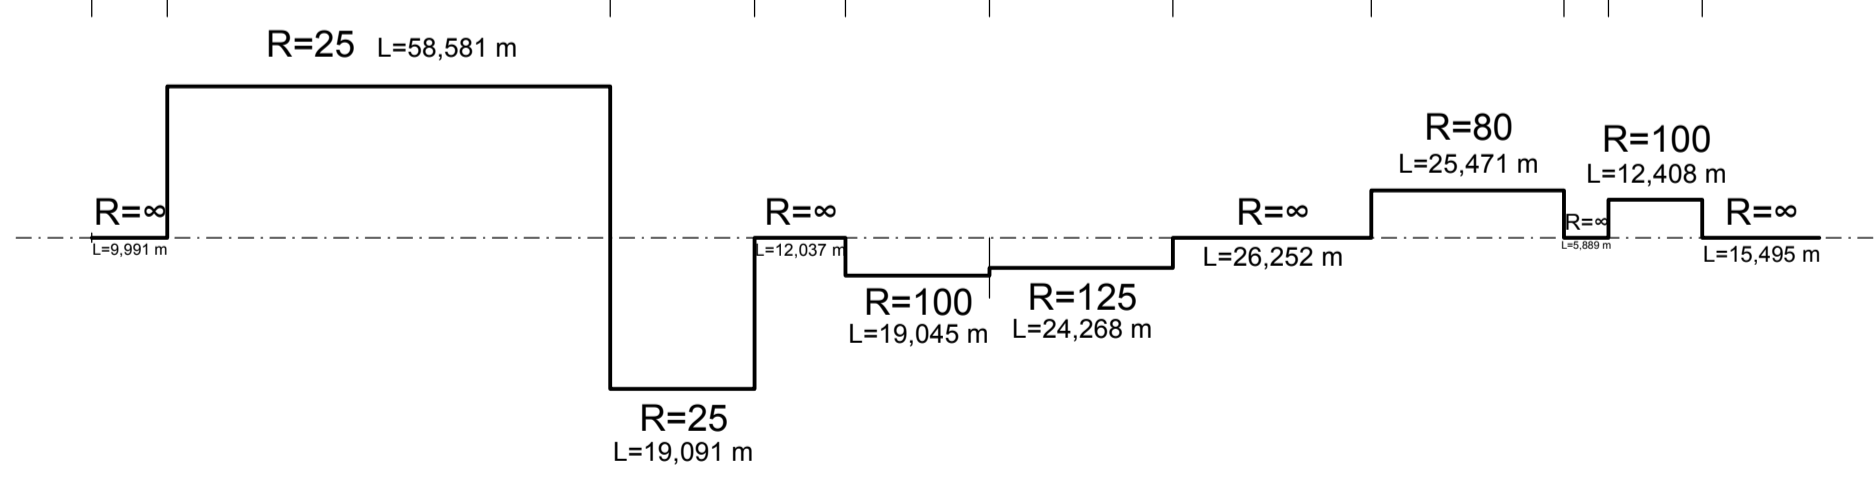 R=25 L=58,581 m
R=∞
L=9,991 m
R=25
L=19,091 m
R=∞
L=12,037 m
R=100
L=19,045 m
R=125
L=24,268 m
R=∞
L=26,252 m
R=80
L=25,471 m
R=∞
L=5,889 m
R=100
L=12,408 m
R=∞
L=15,495 m